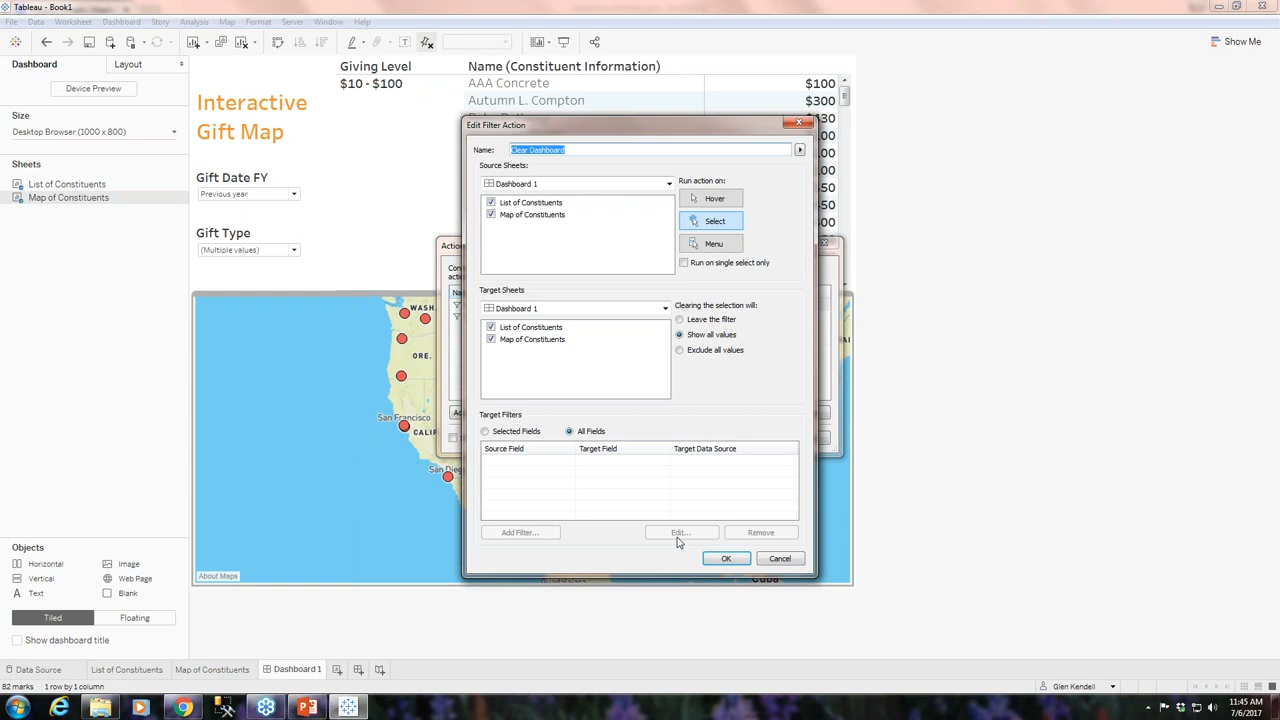 Tableau - Book1
File Data Worksheet Dashboard Story Analysis Map Format Server Window Help
Show Me
Dashboard Layout
Device Preview
Size
Desktop Browser (1000 x 800)
Sheets
List of Constituents
Map of Constituents
Interactive
Gift Map
Gift Date FY
Previous year
Gift Type
(Multiple values)
Giving Level Name (Constituent Information)
$10 - $100 AAA Concrete $100
Autumn L. Compton $300
Edit Filter Action
Name: Clear Dashboard
Source Sheets:
Dashboard 1
List of Constituents
Map of Constituents
Run action on:
Hover
Select
Menu
Run on single select only
Target Sheets
Dashboard 1
List of Constituents
Map of Constituents
Clearing the selection will:
Leave the filter
Show all values
Exclude all values
Target Filters
Selected Fields All Fields
Source Field Target Field Target Data Source
Add Filter... Edit... Remove
OK Cancel
WASH
ORE.
San Francisco
CALIF
San Dieg
Cuba
About Maps
Objects
Horizontal Image
Vertical Web Page
Text Blank
Tiled Floating
Show dashboard title
Data Source List of Constituents Map of Constituents Dashboard 1
82 marks 1 row by 1 column Glen Kendell
11:45 AM
7/6/2017